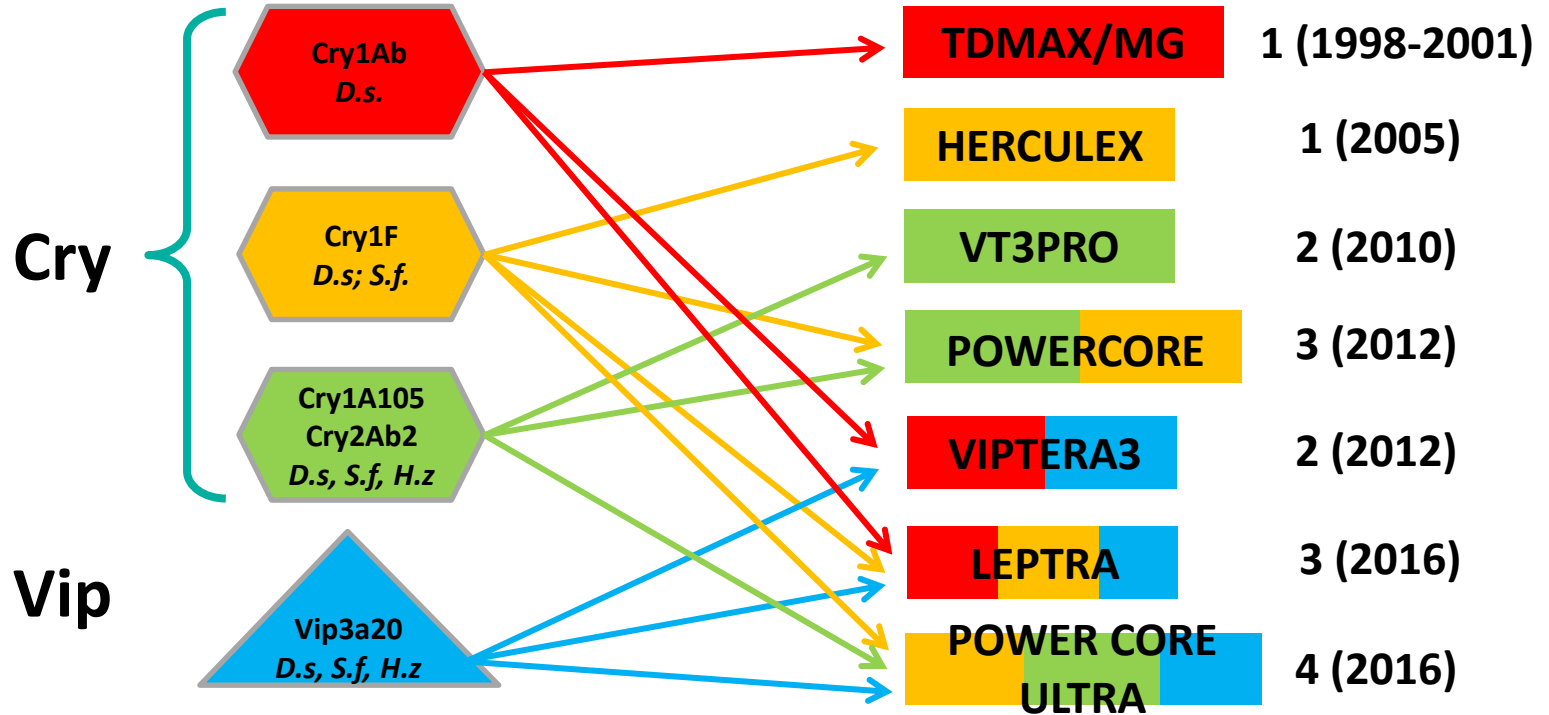 Cry
Vip
Cry1Ab
D.s.
Cry1F
D.s; S.f.
Cry1A105
Cry2Ab2
D.s, S.f, H.z
Vip3a20
D.s, S.f, H.z
TDMAX/MG 1 (1998-2001)
HERCULEX 1 (2005)
VT3PRO 2 (2010)
POWERCORE 3 (2012)
VIPTERA3 2 (2012)
LEPTRA 3 (2016)
POWER CORE
ULTRA 4 (2016)